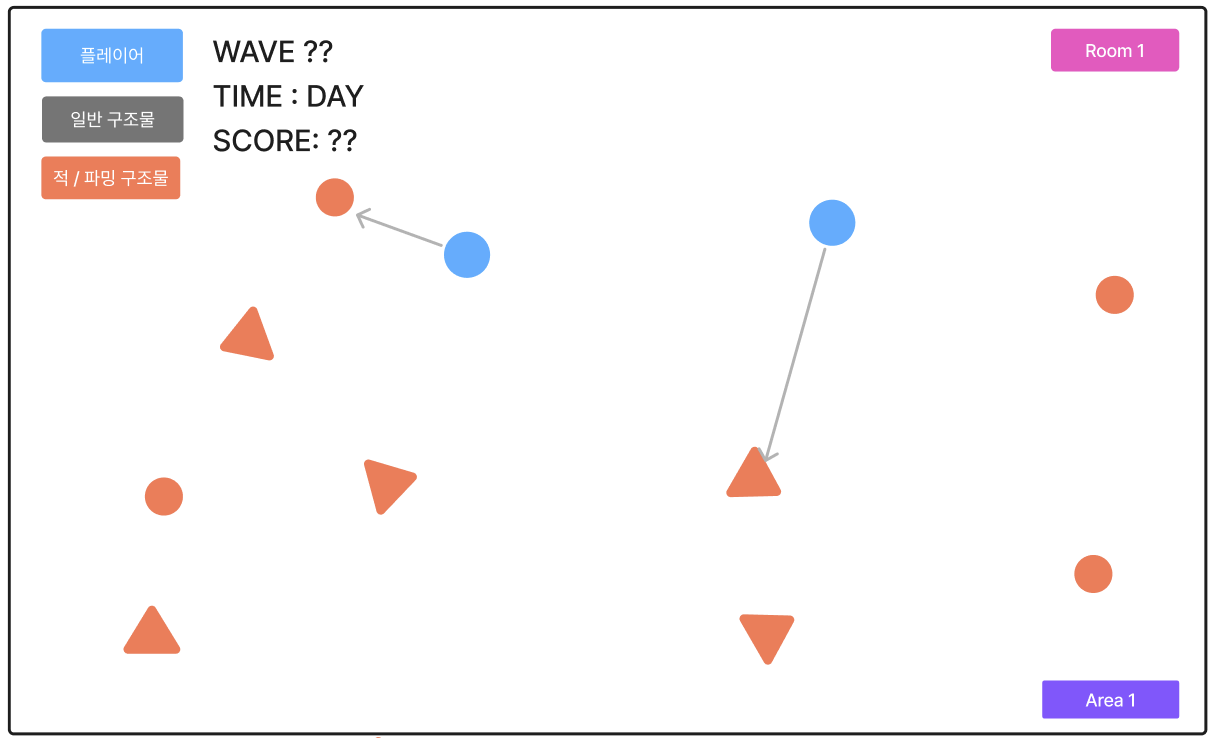 플레이어
일반 구조물
적 / 파밍 구조물
WAVE ??
TIME : DAY
SCORE: ??
Room 1
Area 1